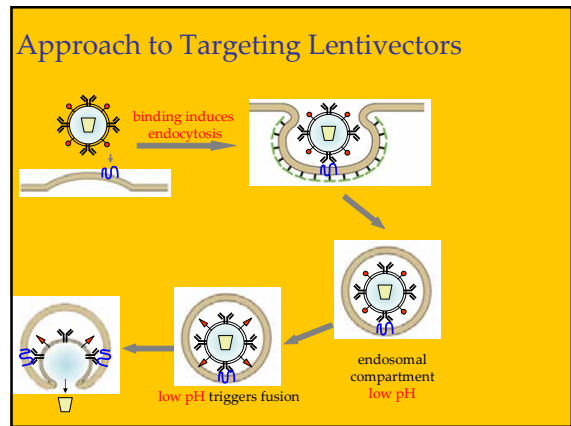 Approach to Targeting Lentivectors
binding induces
endocytosis
endosomal
compartment
low pH
low pH triggers fusion